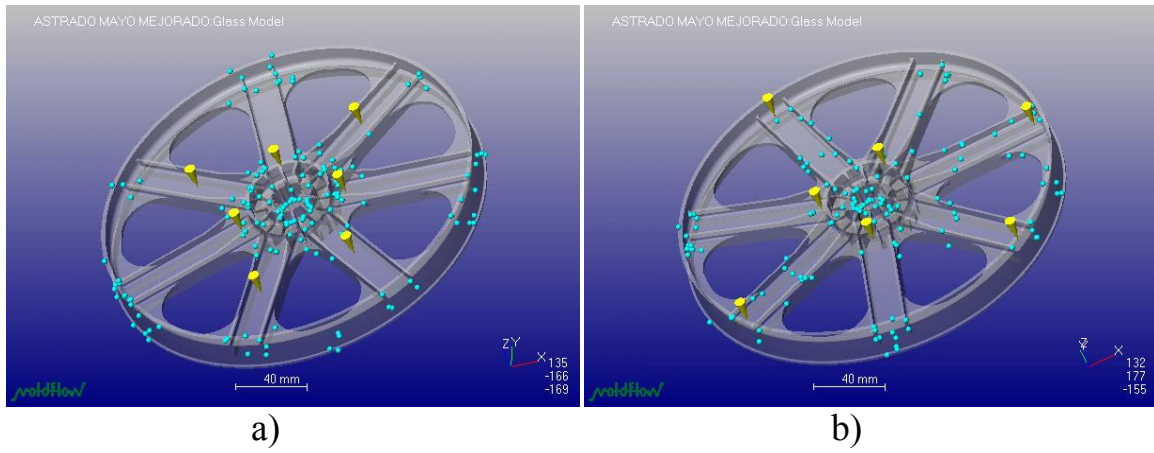 ASTRADO MAYO MEJORADO:Glass Model
ASTRADO MAYO MEJORADO:Glass Model
Z Y X
135
-166
-169
40 mm
moldflow
Z X
132
177
-155
40 mm
moldflow
a)
b)